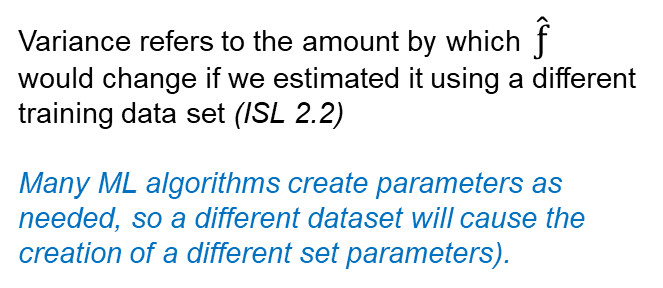 Variance refers to the amount by which f̂
would change if we estimated it using a different
training data set (ISL 2.2)
Many ML algorithms create parameters as
needed, so a different dataset will cause the
creation of a different set parameters).